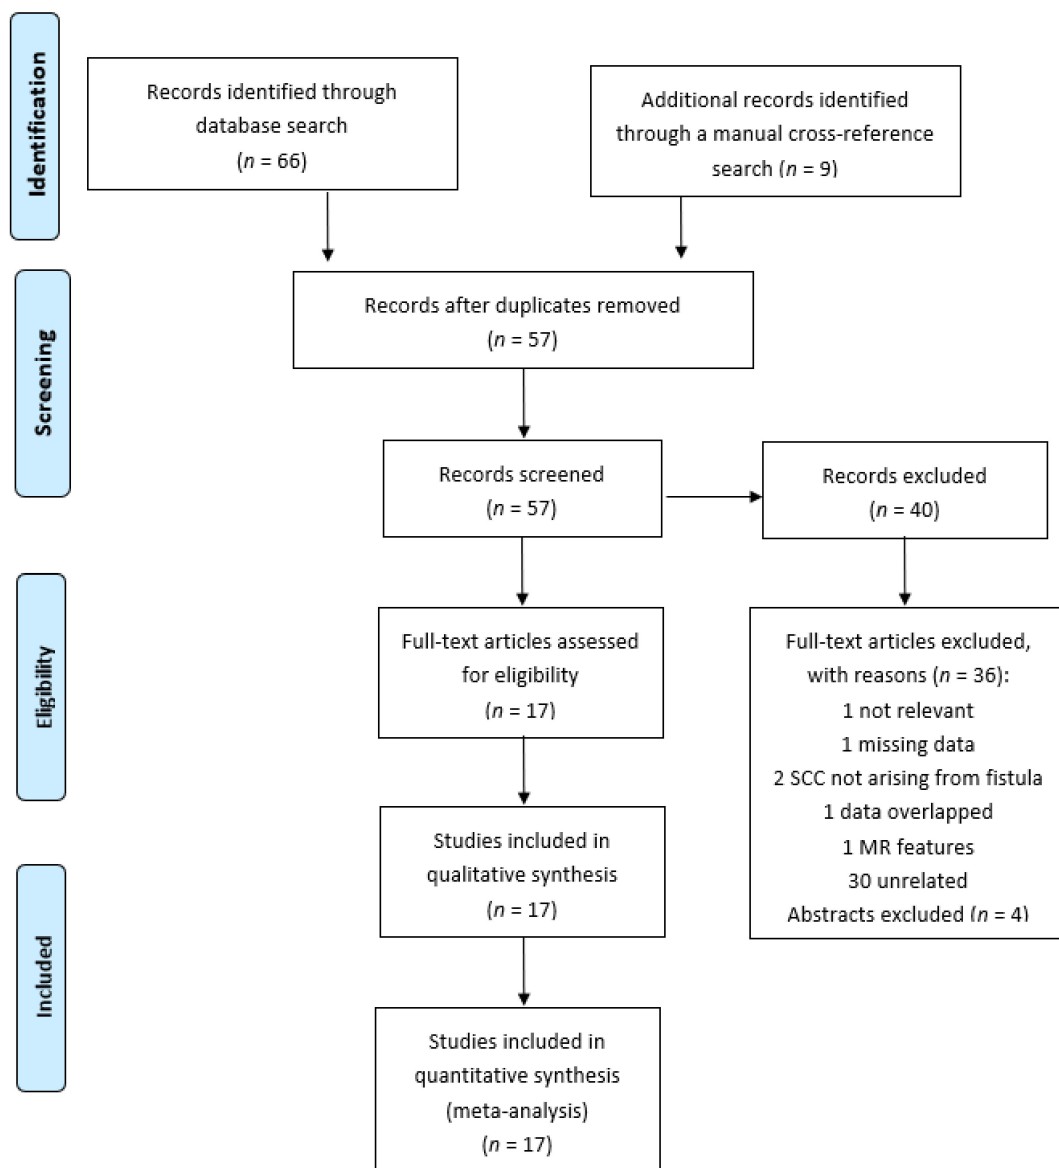 Identification
Records identified through
database search
(n = 66)
Additional records identified
through a manual cross-reference
search (n = 9)
Screening
Records after duplicates removed
(n = 57)
Records screened
(n = 57)
Records excluded
(n = 40)
Eligibility
Full-text articles assessed
for eligibility
(n = 17)
Full-text articles excluded,
with reasons (n = 36):
1 not relevant
1 missing data
2 SCC not arising from fistula
1 data overlapped
1 MR features
30 unrelated
Abstracts excluded (n = 4)
Studies included in
qualitative synthesis
(n = 17)
Included
Studies included in
quantitative synthesis
(meta-analysis)
(n = 17)